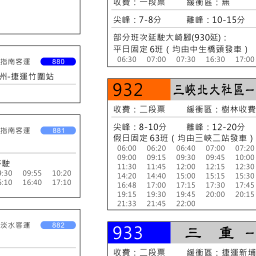 指南客運 880
州-捷運竹圍站
指南客運 881
駛
:30 09:55 10:20
:10 16:40 17:10
淡水客運 882
收費：一段票 緩衝區：無
尖峰：7-8分 離峰：10-15分
部分班次延駛大崎腳(930延)：
平日固定6班（均由中生橋頭發車）
06:30 07:00 07:30 16:30 17:00
932 三峽北大社區－
收費：二段票 緩衝區：樹林收費
尖峰：8-10分 離峰：12-20分
假日固定63班（均由三峽二站發車）
06:00 06:20 06:40 07:00 07:20
09:00 09:15 09:30 09:45 10:00
11:30 11:45 12:00 12:15 12:30
14:20 14:40 15:00 15:15 15:30
16:48 17:00 17:15 17:30 17:45
19:15 19:30 19:45 20:00 20:15
21:33 21:45 22:00
933 三 重 －
收費：二段票 緩衝區：捷運新埔